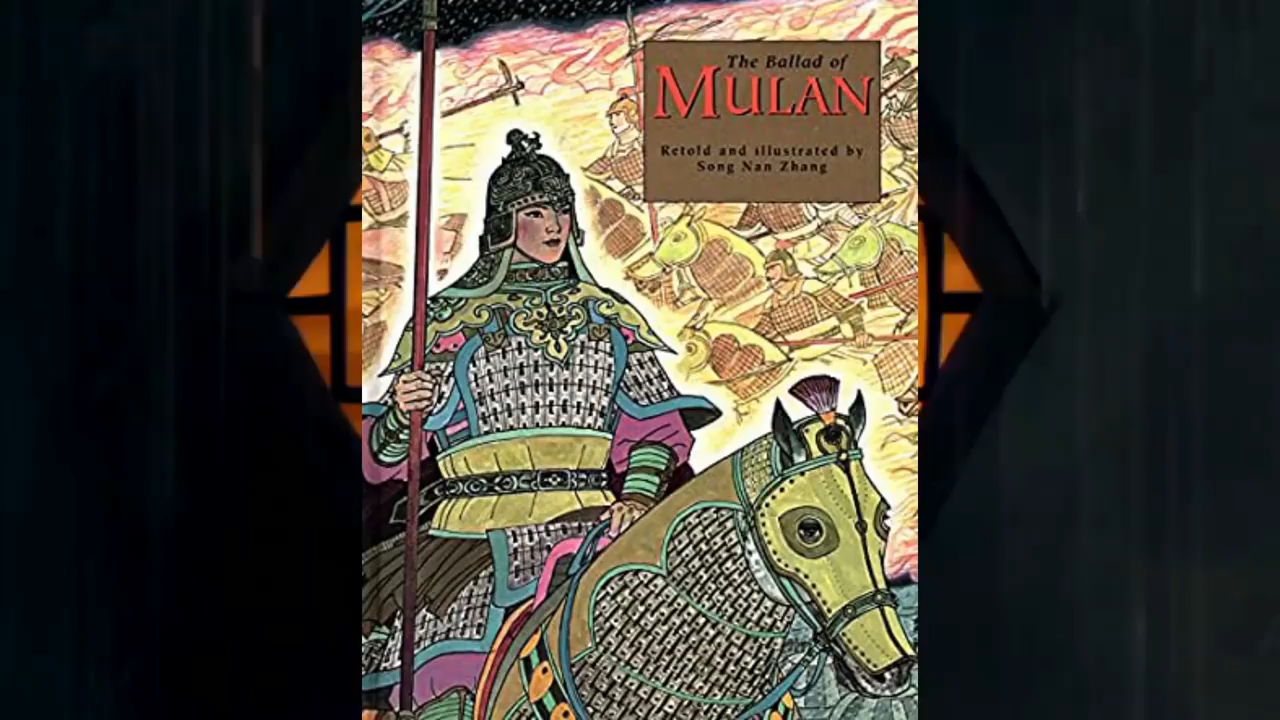 The Ballad of
MULAN
Retold and illustrated by
Song Nan Zhang